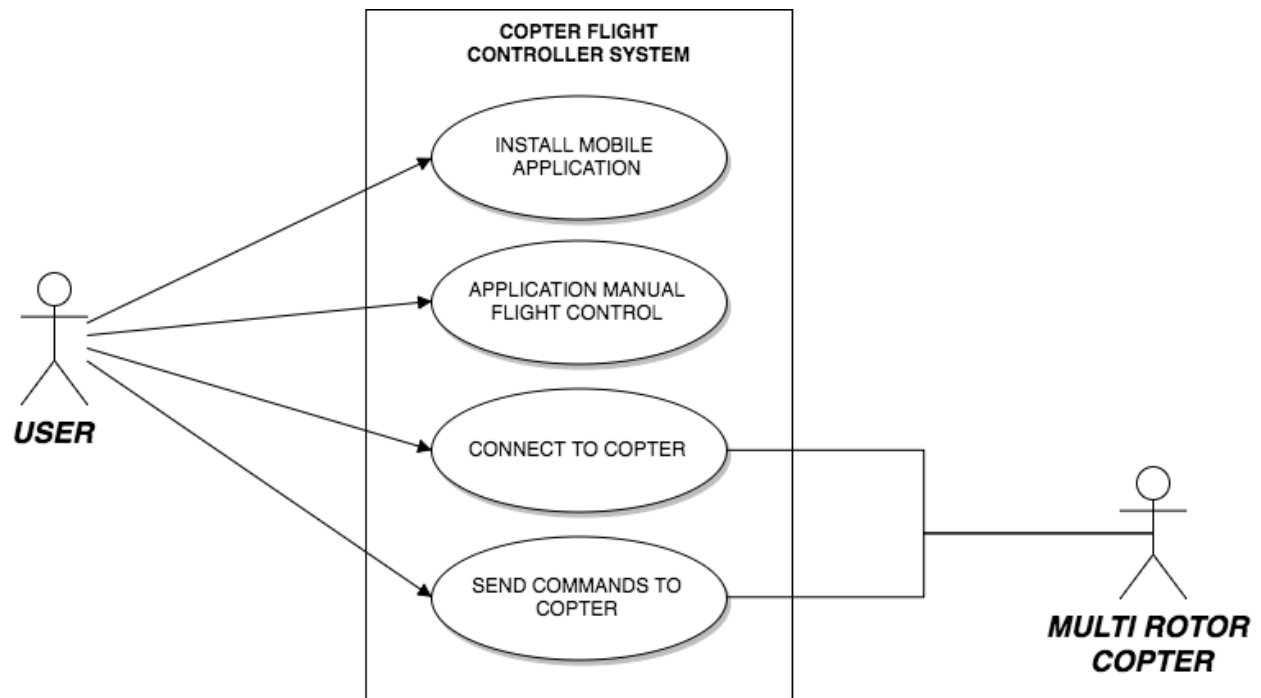 COPTER FLIGHT
CONTROLLER SYSTEM
INSTALL MOBILE
APPLICATION
APPLICATION MANUAL
FLIGHT CONTROL
USER
CONNECT TO COPTER
SEND COMMANDS TO
COPTER
MULTI ROTOR
COPTER